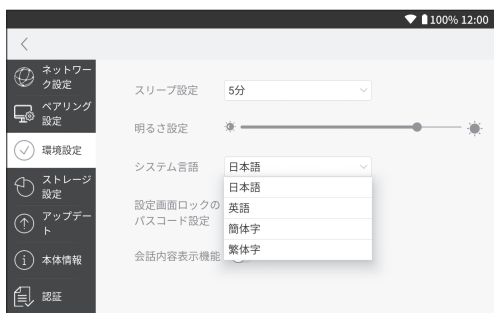 100% 12:00
ネットワー
ク設定
ペアリング
設定
環境設定
ストレージ
設定
アップデー
ト
本体情報
認証
スリープ設定 5分
明るさ設定
システム言語 日本語
日本語
英語
簡体字
繁体字
設定画面ロックの
パスコード設定
会話内容表示機能